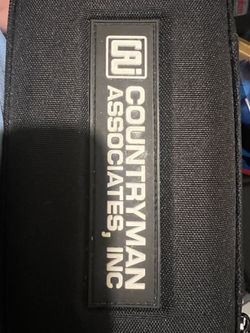 CAI
COUNTRYMAN
ASSOCIATES, INC